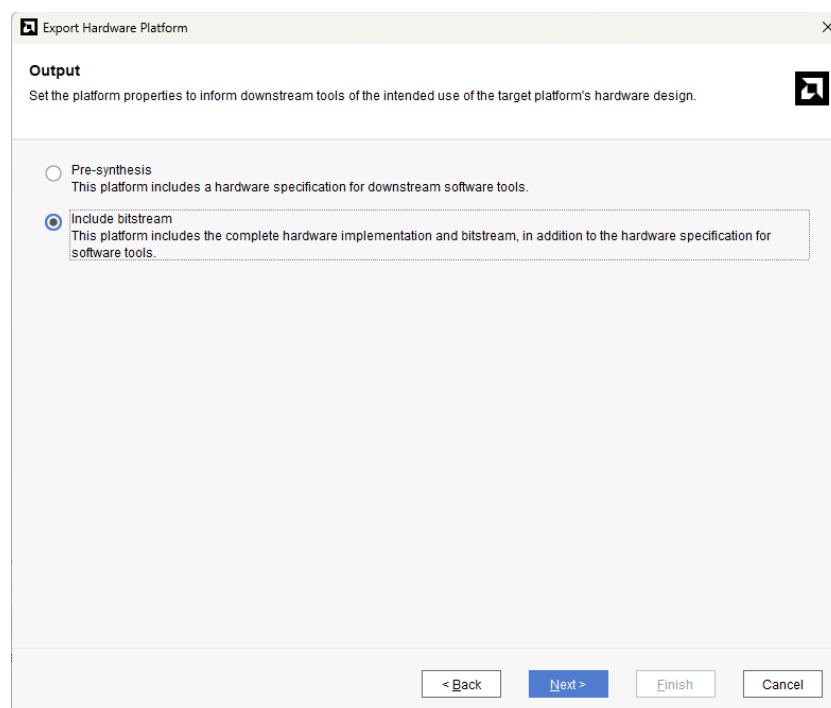 Export Hardware Platform
Output
Set the platform properties to inform downstream tools of the intended use of the target platform's hardware design.
Pre-synthesis
This platform includes a hardware specification for downstream software tools.
Include bitstream
This platform includes the complete hardware implementation and bitstream, in addition to the hardware specification for
software tools.
< Back
Next >
Finish
Cancel